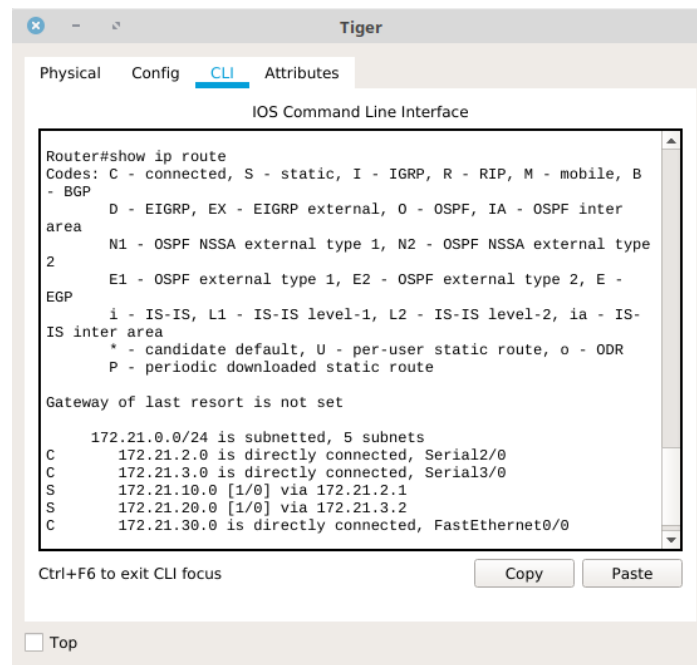 Tiger
Physical Config CLI Attributes
IOS Command Line Interface
Router#show ip route
Codes: C - connected, S - static, I - IGRP, R - RIP, M - mobile, B
- BGP
D - EIGRP, EX - EIGRP external, O - OSPF, IA - OSPF inter
area
N1 - OSPF NSSA external type 1, N2 - OSPF NSSA external type
2
E1 - OSPF external type 1, E2 - OSPF external type 2, E -
EGP
i - IS-IS, L1 - IS-IS level-1, L2 - IS-IS level-2, ia - IS-
IS inter area
* - candidate default, U - per-user static route, o - ODR
P - periodic downloaded static route
Gateway of last resort is not set
172.21.0.0/24 is subnetted, 5 subnets
C 172.21.2.0 is directly connected, Serial2/0
C 172.21.3.0 is directly connected, Serial3/0
S 172.21.10.0 [1/0] via 172.21.2.1
S 172.21.20.0 [1/0] via 172.21.3.2
C 172.21.30.0 is directly connected, FastEthernet0/0
Ctrl+F6 to exit CLI focus Copy Paste
Top